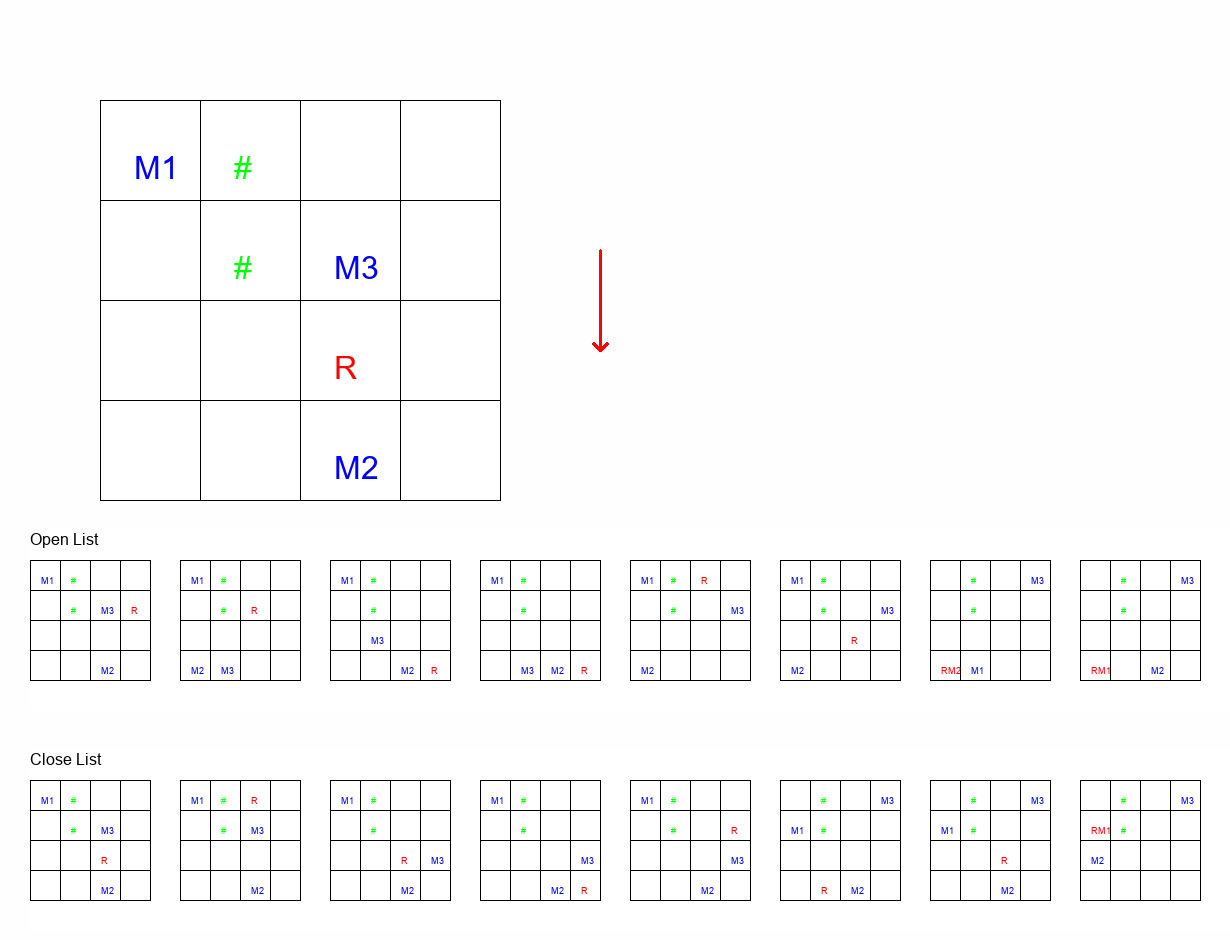 M1 #
# M3
R
M2
Open List
M1 # M1 # M1 # M1 # M1 # R M1 # # M3 # M3
# M3 R # R # # # M3 # M3 # #
M3 R
M2 M2 M3 M2 R M3 M2 R M2 M2 RM2 M1 RM1 M2
Close List
M1 # M1 # R M1 # M1 # M1 # # M3 # M3 # M3
# M3 # M3 # # # R M1 # M1 # RM1 #
R R M3 M3 M3 R M2
M2 M2 M2 M2 R M2 R M2 M2